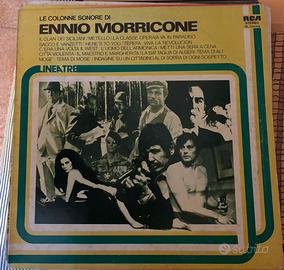 LE COLONNE SONORE DI
ENNIO MORRICONE
RCA
IL CLAN DEI SICILIANI / METELLO / LA CLASSE OPERAIA VA IN PARADISO
SACCO E VANZETTI / HERE'S TO YOU / TEPEPA / VIVA LA REVOLUCION
C'ERA UNA VOLTA IL WEST / L'UOMO DELL'ARMONICA / METTI UNA SERA A CENA
CITTÀ VIOLENTA / IL MAESTRO E MARGHERITA / LA BATTAGLIA DI ALGERI / TEMA DI ALI
MOSE' / TEMA DI MOSE' / INDAGINE SU UN CITTADINO AL DI SOPRA DI OGNI SOSPETTO
LINEATRE
subito